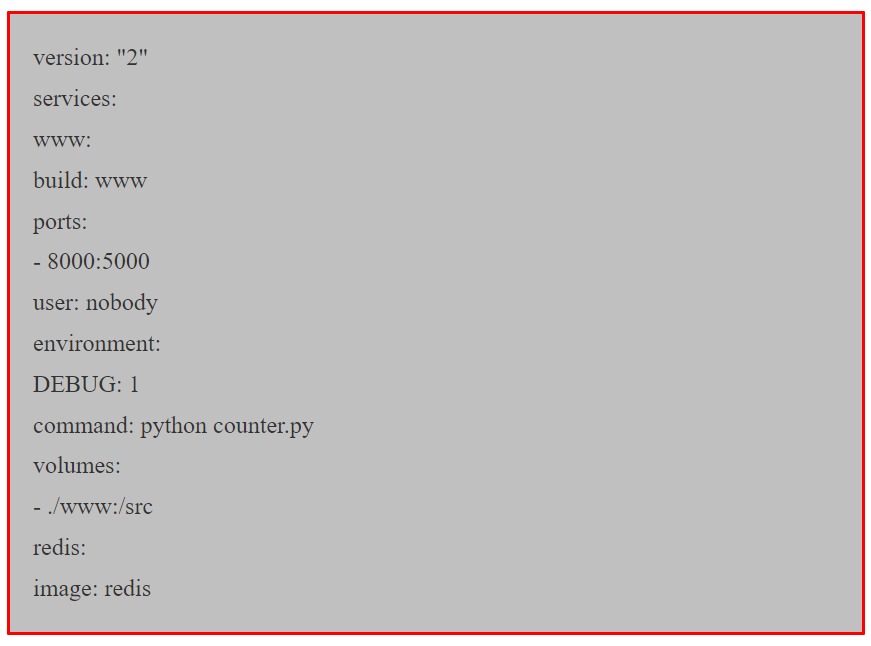 version: "2"
services:
www:
build: www
ports:
- 8000:5000
user: nobody
environment:
DEBUG: 1
command: python counter.py
volumes:
- ./www:/src
redis:
image: redis